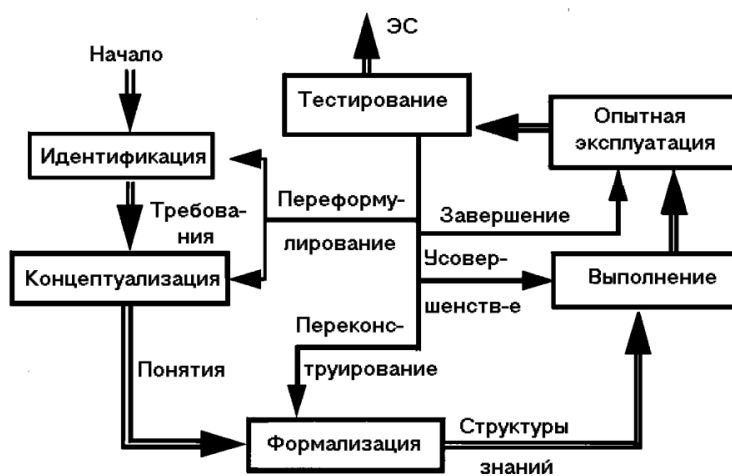 ЭС
Начало
Тестирование
Опытная
эксплуатация
Идентификация
Требова-
ния
Переформу-
лирование
Завершение
Концептуализация
Усовер-
шенств-е
Выполнение
Переконс-
труирование
Понятия
Формализация
Структуры
знаний